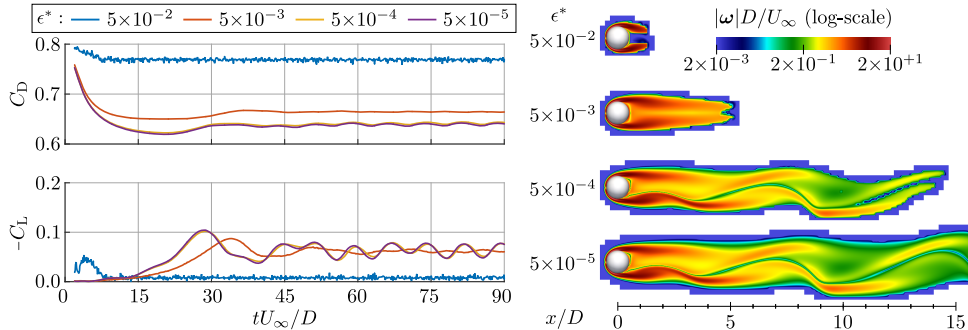 ϵ* : 5×10⁻² 5×10⁻³ 5×10⁻⁴ 5×10⁻⁵
0.8
0.7
0.6
C_D
0.2
0.1
0.0
-C_L
0 15 30 45 60 75 90
tU_∞/D
ϵ*
|ω|D/U_∞ (log-scale)
2×10⁻³ 2×10⁻¹ 2×10⁺¹
5×10⁻²
5×10⁻³
5×10⁻⁴
5×10⁻⁵
x/D 0 5 10 15